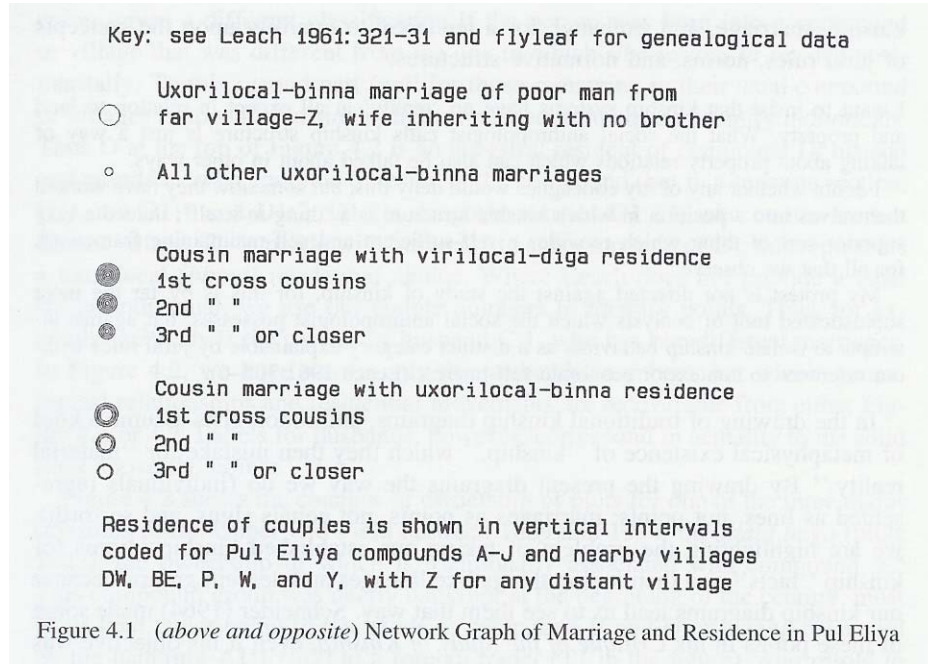 Key: see Leach 1961: 321-31 and flyleaf for genealogical data
Uxorilocal-binna marriage of poor man from
far village-Z, wife inheriting with no brother
All other uxorilocal-binna marriages
Cousin marriage with virilocal-diga residence
1st cross cousins
2nd " "
3rd " " or closer
Cousin marriage with uxorilocal-binna residence
1st cross cousins
2nd " "
3rd " " or closer
Residence of couples is shown in vertical intervals
coded for Pul Eliya compounds A-J and nearby-villages
DW, BE, P, W, and Y, with Z for any distant village
Figure 4.1 (above and opposite) Network Graph of Marriage and Residence in Pul Eliya